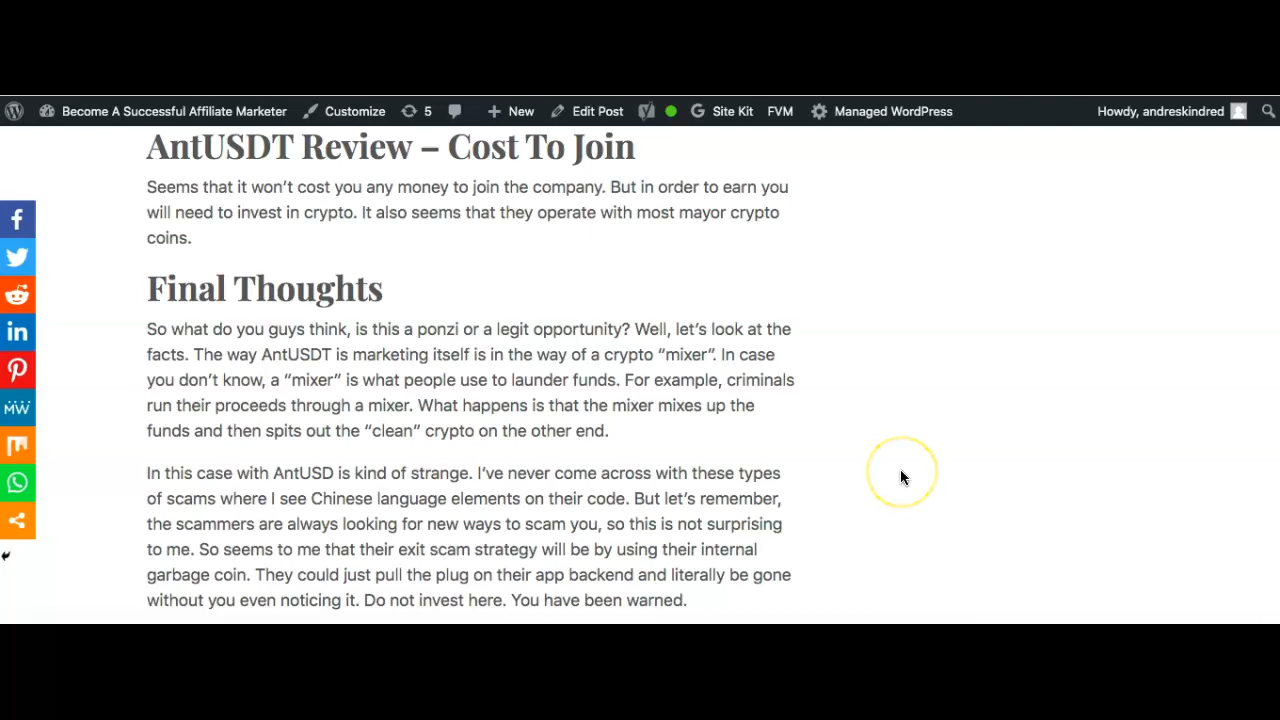 Become A Successful Affiliate Marketer Customize 5 New Edit Post Site Kit FVM Managed WordPress Howdy, andreskindred
AntUSDT Review – Cost To Join
Seems that it won’t cost you any money to join the company. But in order to earn you
will need to invest in crypto. It also seems that they operate with most mayor crypto
coins.
Final Thoughts
So what do you guys think, is this a ponzi or a legit opportunity? Well, let’s look at the
facts. The way AntUSDT is marketing itself is in the way of a crypto “mixer”. In case
you don’t know, a “mixer” is what people use to launder funds. For example, criminals
run their proceeds through a mixer. What happens is that the mixer mixes up the
funds and then spits out the “clean” crypto on the other end.
In this case with AntUSD is kind of strange. I’ve never come across with these types
of scams where I see Chinese language elements on their code. But let’s remember,
the scammers are always looking for new ways to scam you, so this is not surprising
to me. So seems to me that their exit scam strategy will be by using their internal
garbage coin. They could just pull the plug on their app backend and literally be gone
without you even noticing it. Do not invest here. You have been warned.